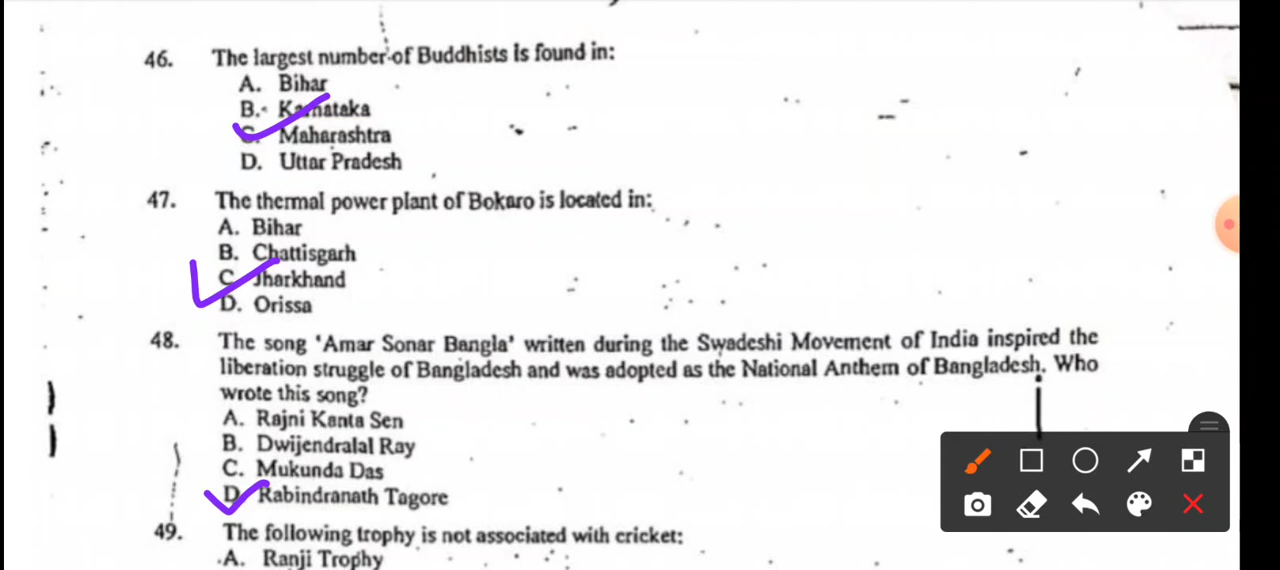 46. The largest number of Buddhists is found in:
A. Bihar
B. Karnataka
C. Maharashtra
D. Uttar Pradesh
47. The thermal power plant of Bokaro is located in:
A. Bihar
B. Chattisgarh
C. Jharkhand
D. Orissa
48. The song 'Amar Sonar Bangla' written during the Swadeshi Movement of India inspired the
liberation struggle of Bangladesh and was adopted as the National Anthem of Bangladesh. Who
wrote this song?
A. Rajni Kanta Sen
B. Dwijendralal Ray
C. Mukunda Das
D. Rabindranath Tagore
49. The following trophy is not associated with cricket:
A. Ranji Trophy